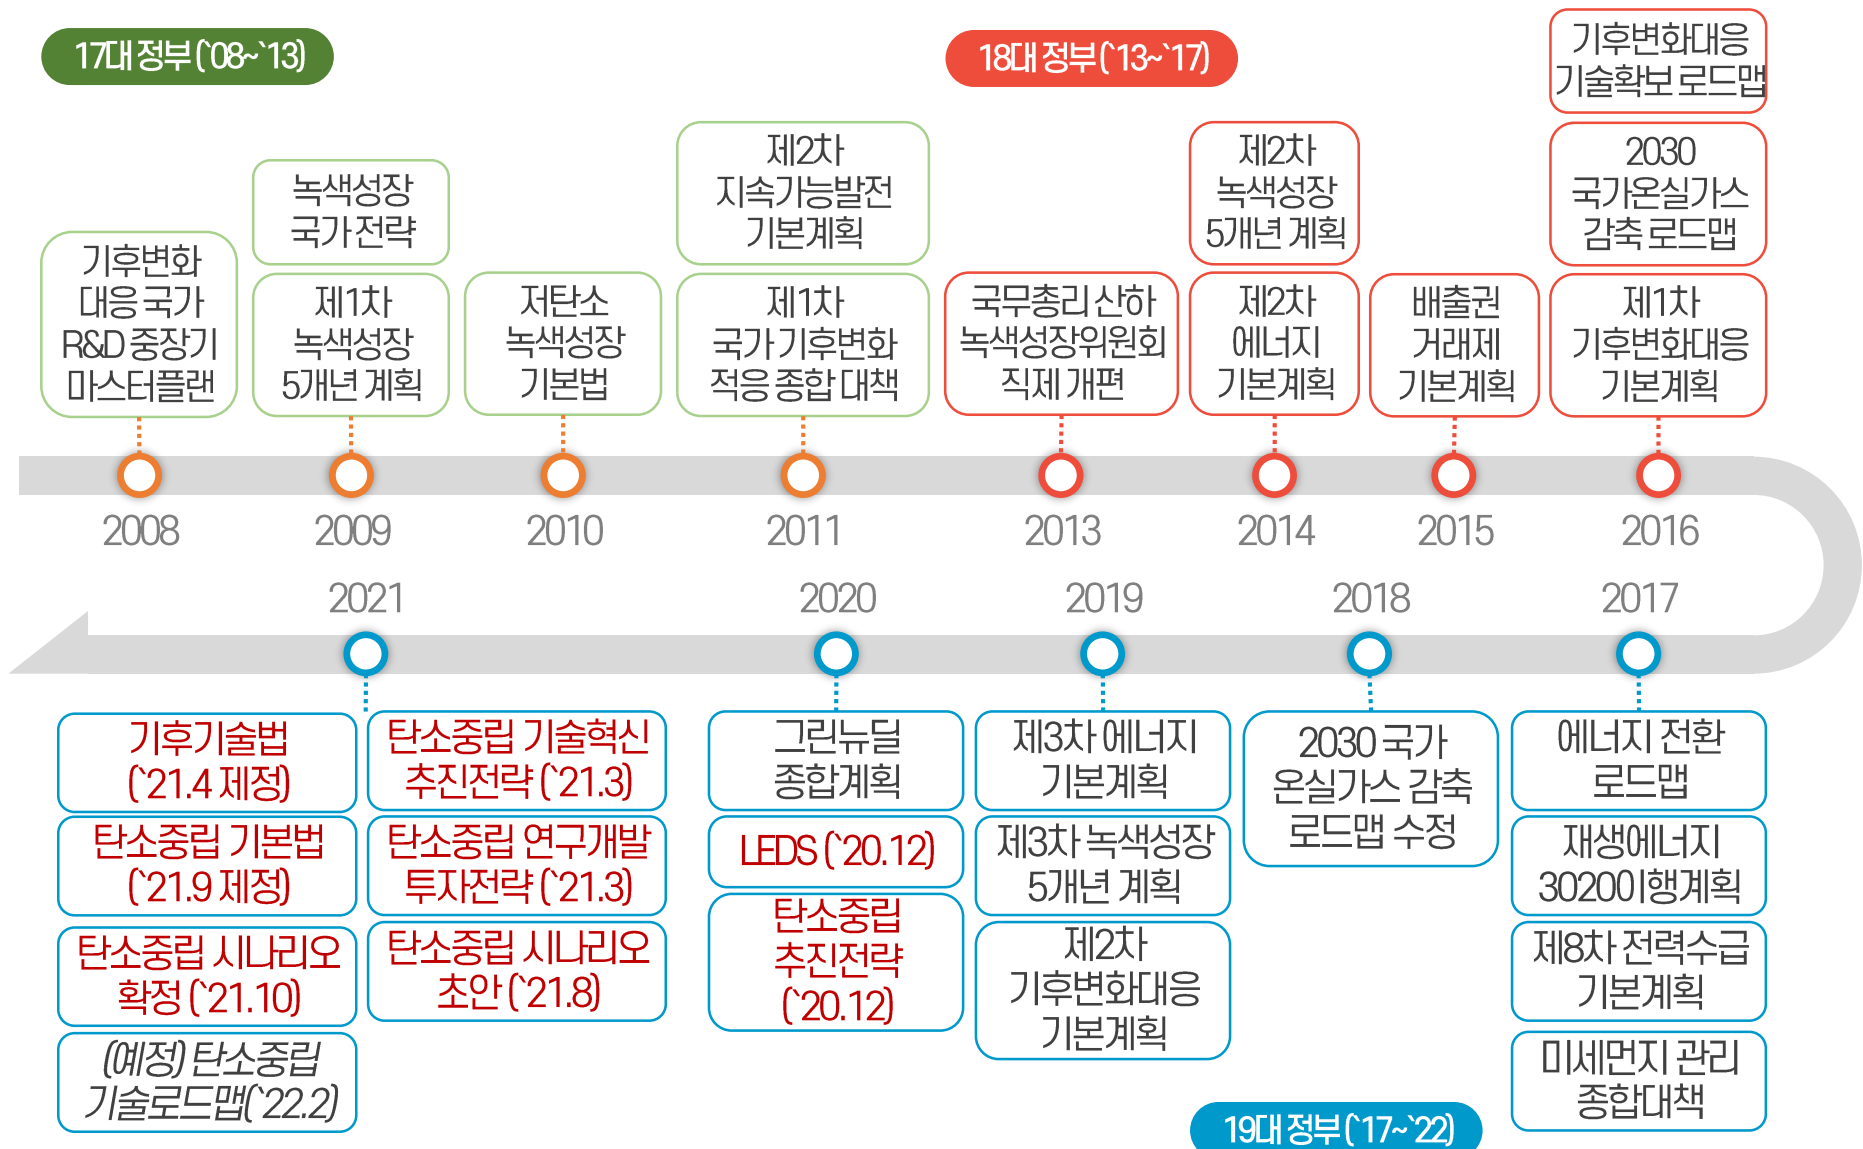 17대 정부 (`08~`13)
18대 정부 (`13~`17)
기후변화
대응 국가
R&D 중장기
마스터플랜
녹색성장
국가 전략
제1차
녹색성장
5개년 계획
저탄소
녹색성장
기본법
제2차
지속가능발전
기본계획
제1차
국가 기후변화
적응 종합 대책
국무총리 산하
녹색성장위원회
직제 개편
제2차
녹색성장
5개년 계획
제2차
에너지
기본계획
배출권
거래제
기본계획
기후변화대응
기술확보 로드맵
2030
국가온실가스
감축 로드맵
제1차
기후변화대응
기본계획
2008
2009
2010
2011
2013
2014
2015
2016
2021
2020
2019
2018
2017
기후기술법
(`21.4 제정)
탄소중립 기본법
(`21.9 제정)
탄소중립 시나리오
확정 (`21.10)
(예정) 탄소중립
기술로드맵(`22.2)
탄소중립 기술혁신
추진전략 (`21.3)
탄소중립 연구개발
투자전략 (`21.3)
탄소중립 시나리오
초안 (`21.8)
그린뉴딜
종합계획
LEDS (`20.12)
탄소중립
추진전략
(`20.12)
제3차 에너지
기본계획
제3차 녹색성장
5개년 계획
제2차
기후변화대응
기본계획
2030 국가
온실가스 감축
로드맵 수정
에너지 전환
로드맵
재생에너지
3020이행계획
제8차 전력수급
기본계획
미세먼지 관리
종합대책
19대 정부 (`17~`22)